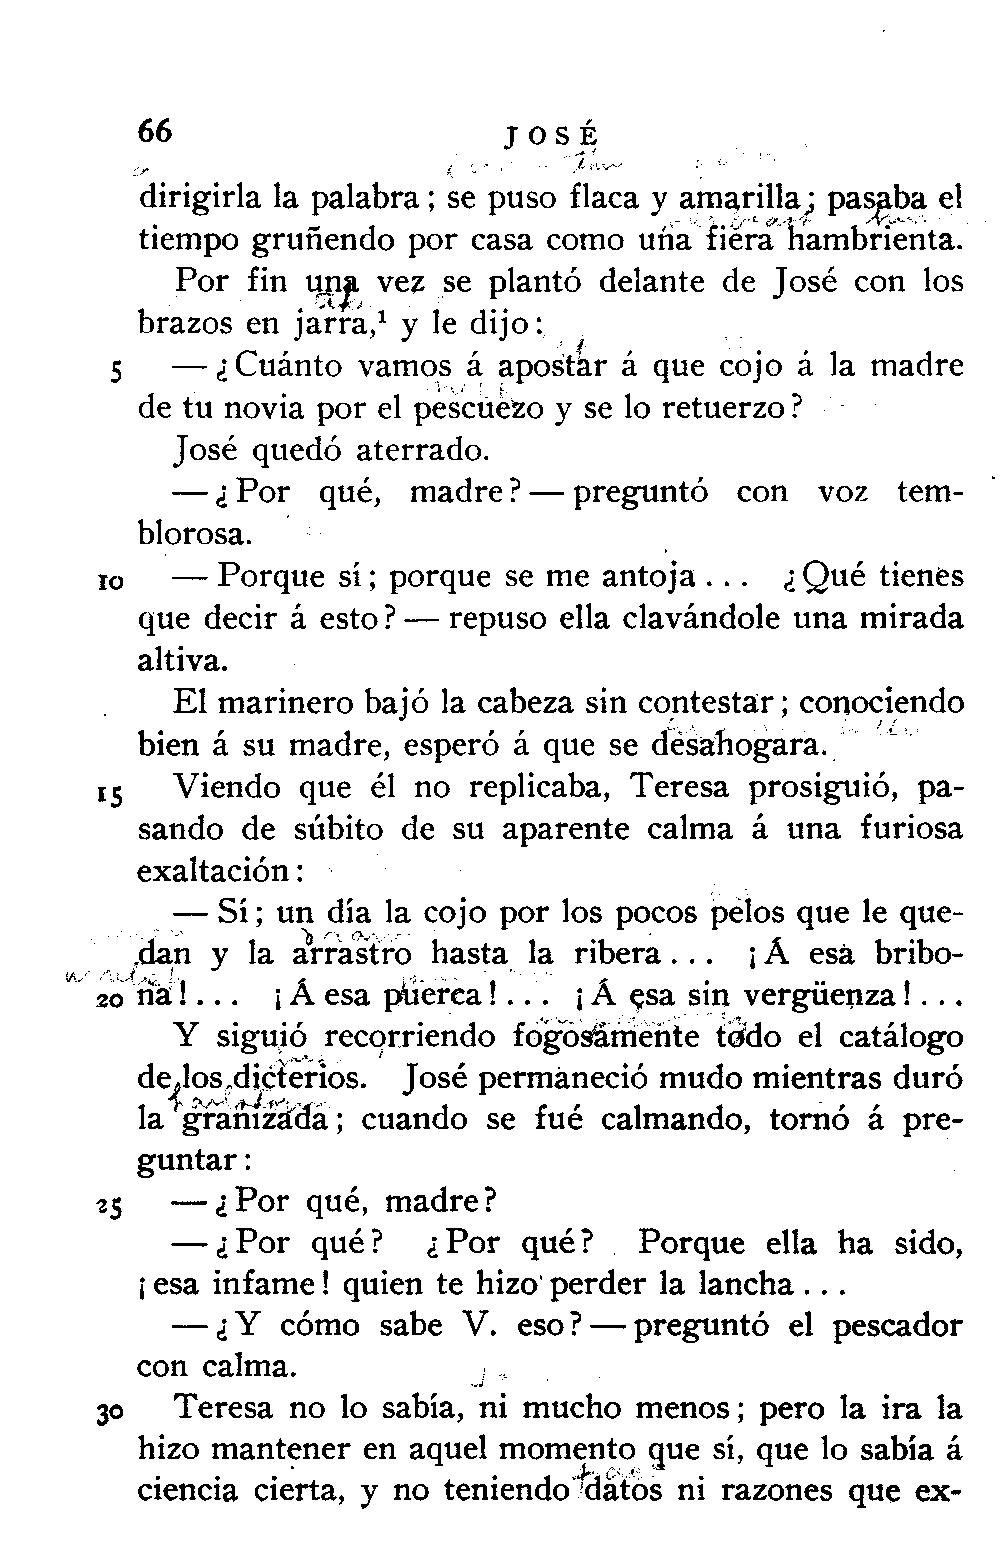 66 JOSÉ
dirigirla la palabra; se puso flaca y amarilla; pasaba el
tiempo gruñendo por casa como una fiera hambrienta.
Por fin una vez se plantó delante de José con los
brazos en jarra,¹ y le dijo:
5 —¿Cuánto vamos á apostar á que cojo á la madre
de tu novia por el pescuezo y se lo retuerzo?
José quedó aterrado.
—¿Por qué, madre?—preguntó con voz tem-
blorosa.
10 —Porque sí; porque se me antoja... ¿Qué tienes
que decir á esto?—repuso ella clavándole una mirada
altiva.
El marinero bajó la cabeza sin contestar; conociendo
bien á su madre, esperó á que se desahogara.
15 Viendo que él no replicaba, Teresa prosiguió, pa-
sando de súbito de su aparente calma á una furiosa
exaltación:
—Sí; un día la cojo por los pocos pelos que le que-
dan y la arrastro hasta la ribera... ¡Á esa bribo-
20 na!... ¡Á esa puerca!... ¡Á esa sin vergüenza!...
Y siguió recorriendo fogosamente todo el catálogo
de los dicterios. José permaneció mudo mientras duró
la granizada; cuando se fué calmando, tornó á pre-
guntar:
25 —¿Por qué, madre?
—¿Por qué? ¿Por qué? Porque ella ha sido,
¡esa infame! quien te hizo perder la lancha...
—¿Y cómo sabe V. eso?—preguntó el pescador
con calma.
30 Teresa no lo sabía, ni mucho menos; pero la ira la
hizo mantener en aquel momento que sí, que lo sabía á
ciencia cierta, y no teniendo datos ni razones que ex-